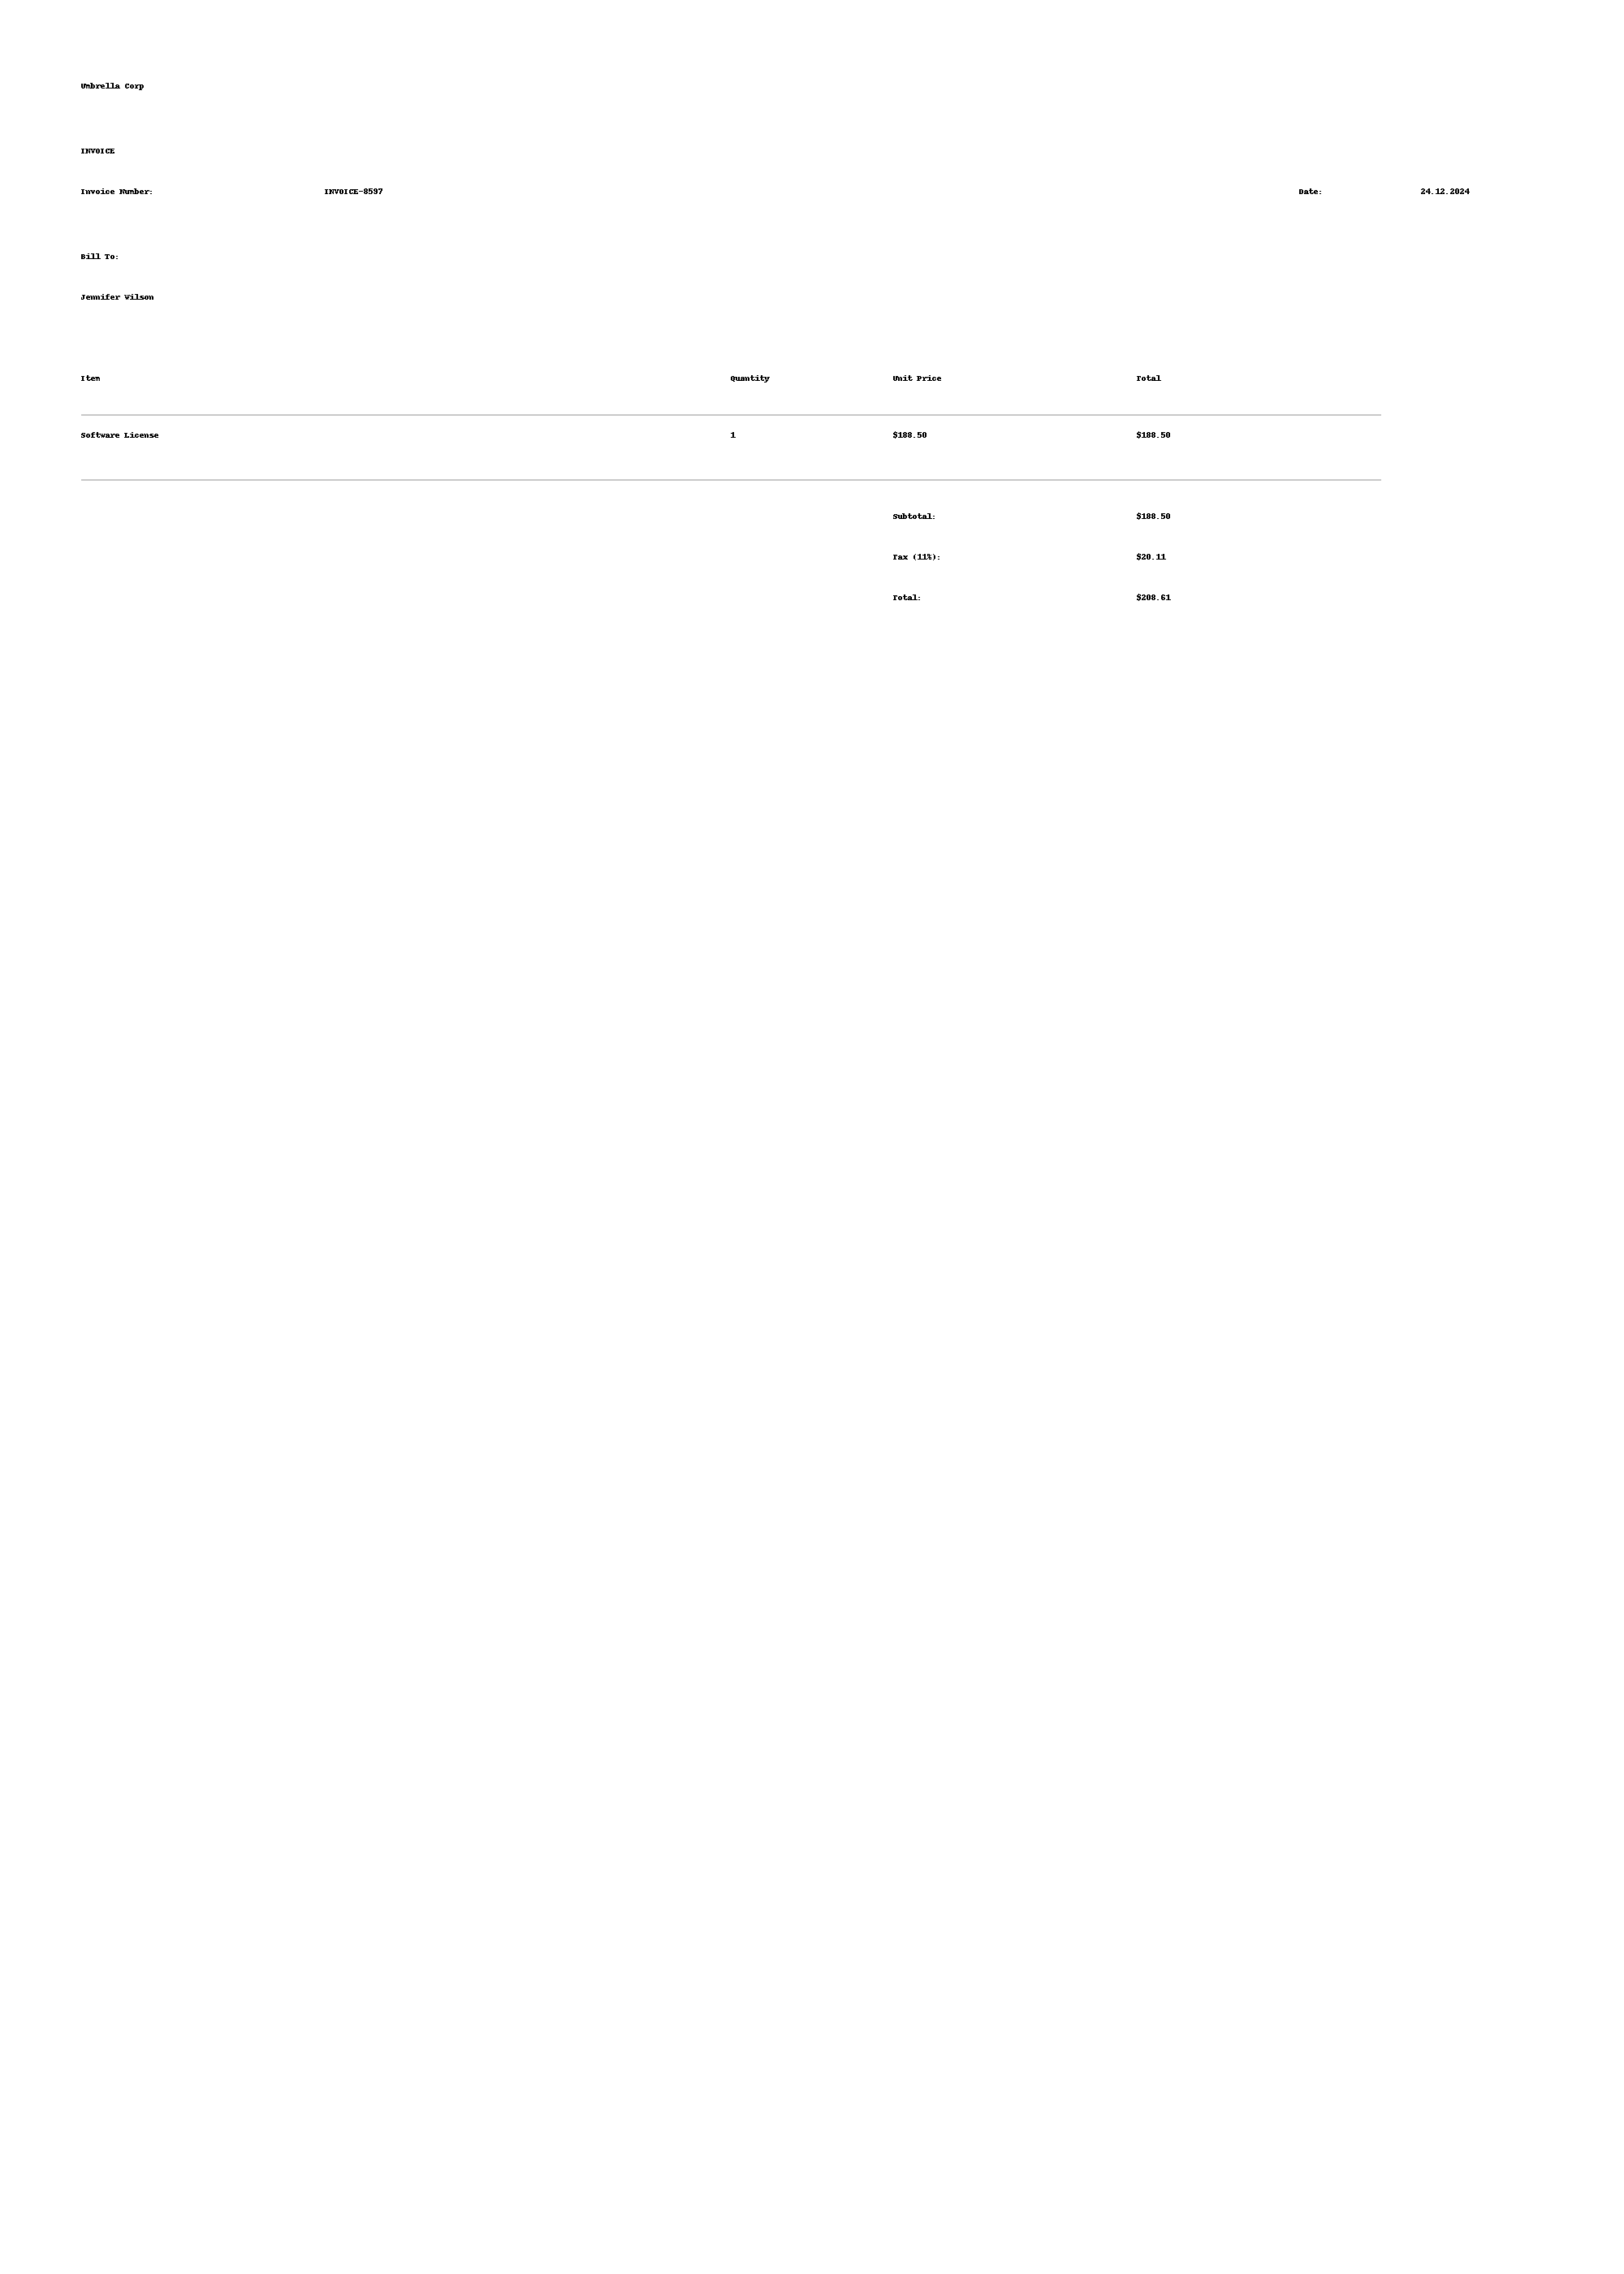 Umbrella Corp
INVOICE
Invoice Number: INVOICE-8597 Date: 24.12.2024
Bill To:
Jennifer Wilson
Item Quantity Unit Price Total
Software License 1 $188.50 $188.50
Subtotal: $188.50
Tax (11%): $20.11
Total: $208.61